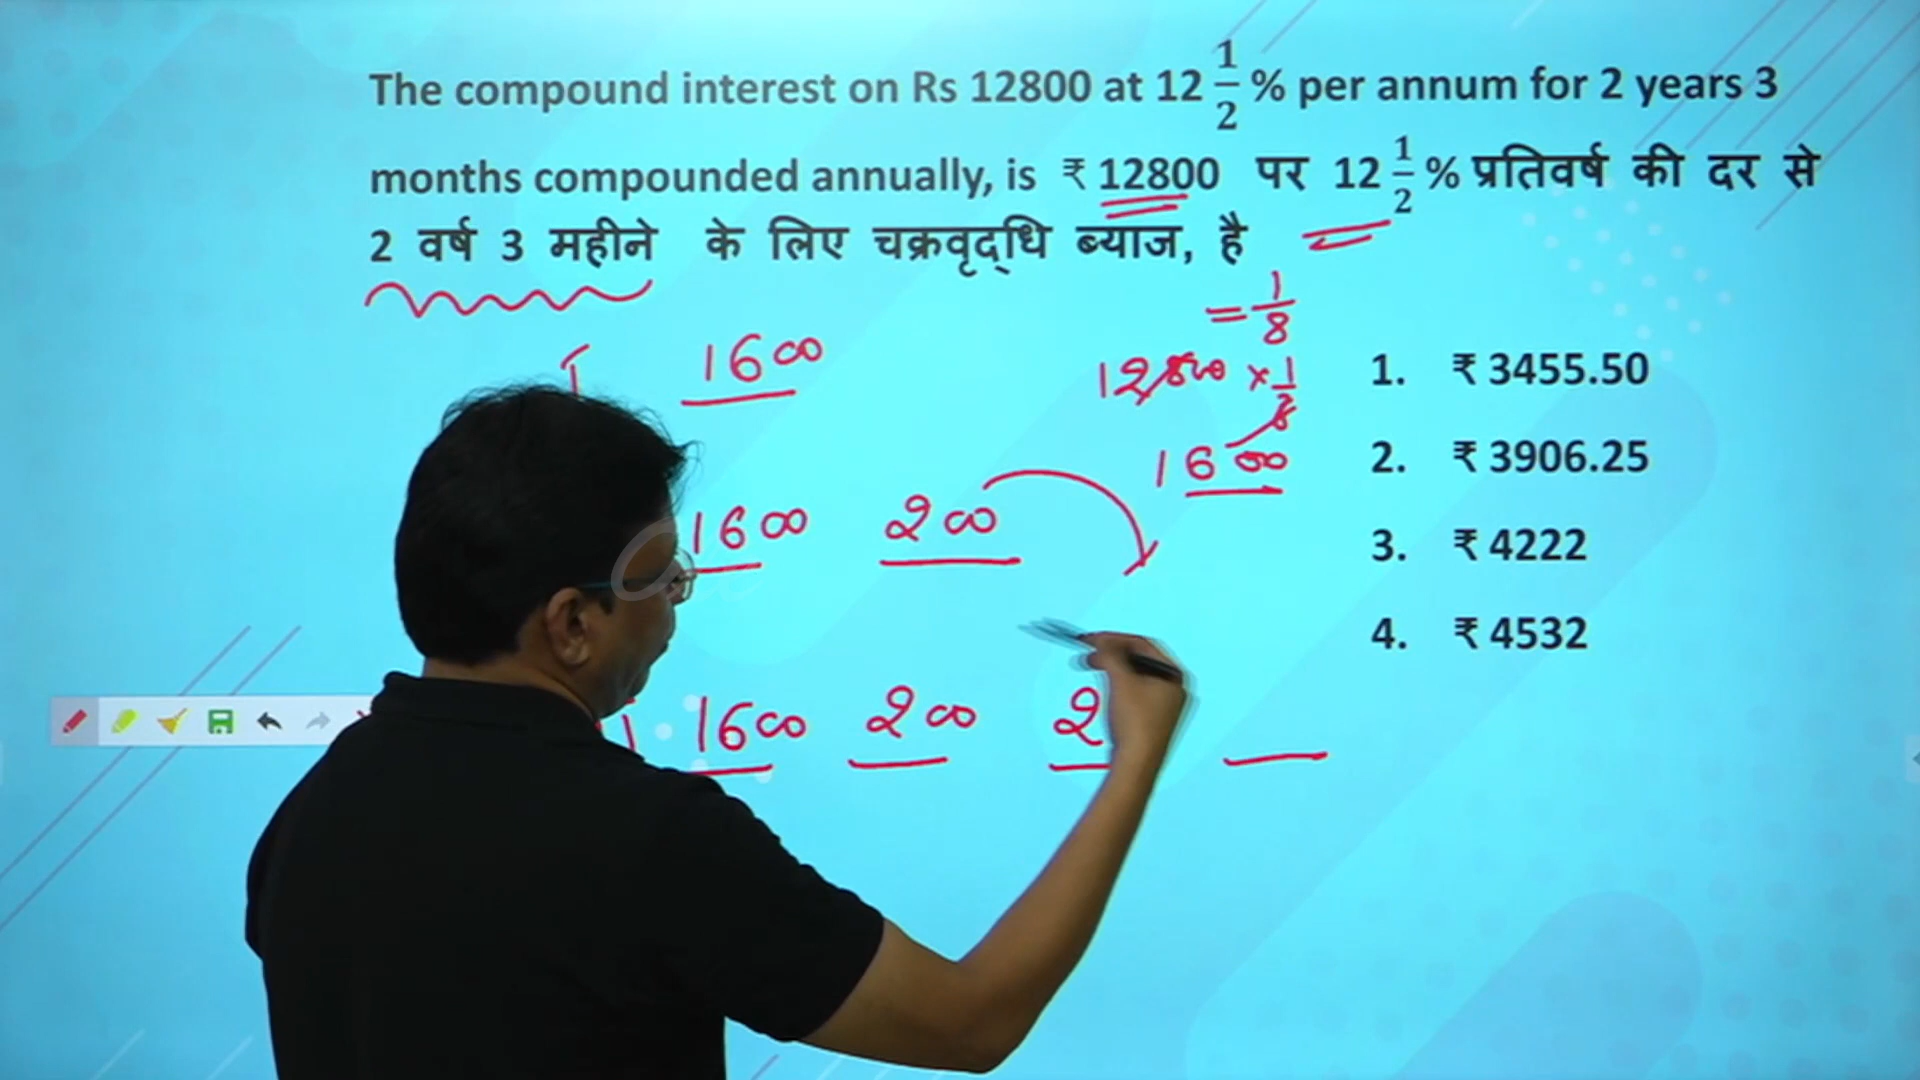 The compound interest on Rs 12800 at 12 1/2 % per annum for 2 years 3
months compounded annually, is ₹ 12800 पर 12 1/2 % प्रतिवर्ष की दर से
2 वर्ष 3 महीने के लिए चक्रवृद्धि ब्याज, है
= 1/8
1600
12800 × 1/8
1600
1. ₹ 3455.50
2. ₹ 3906.25
3. ₹ 4222
4. ₹ 4532
1600 200
1600 200 2